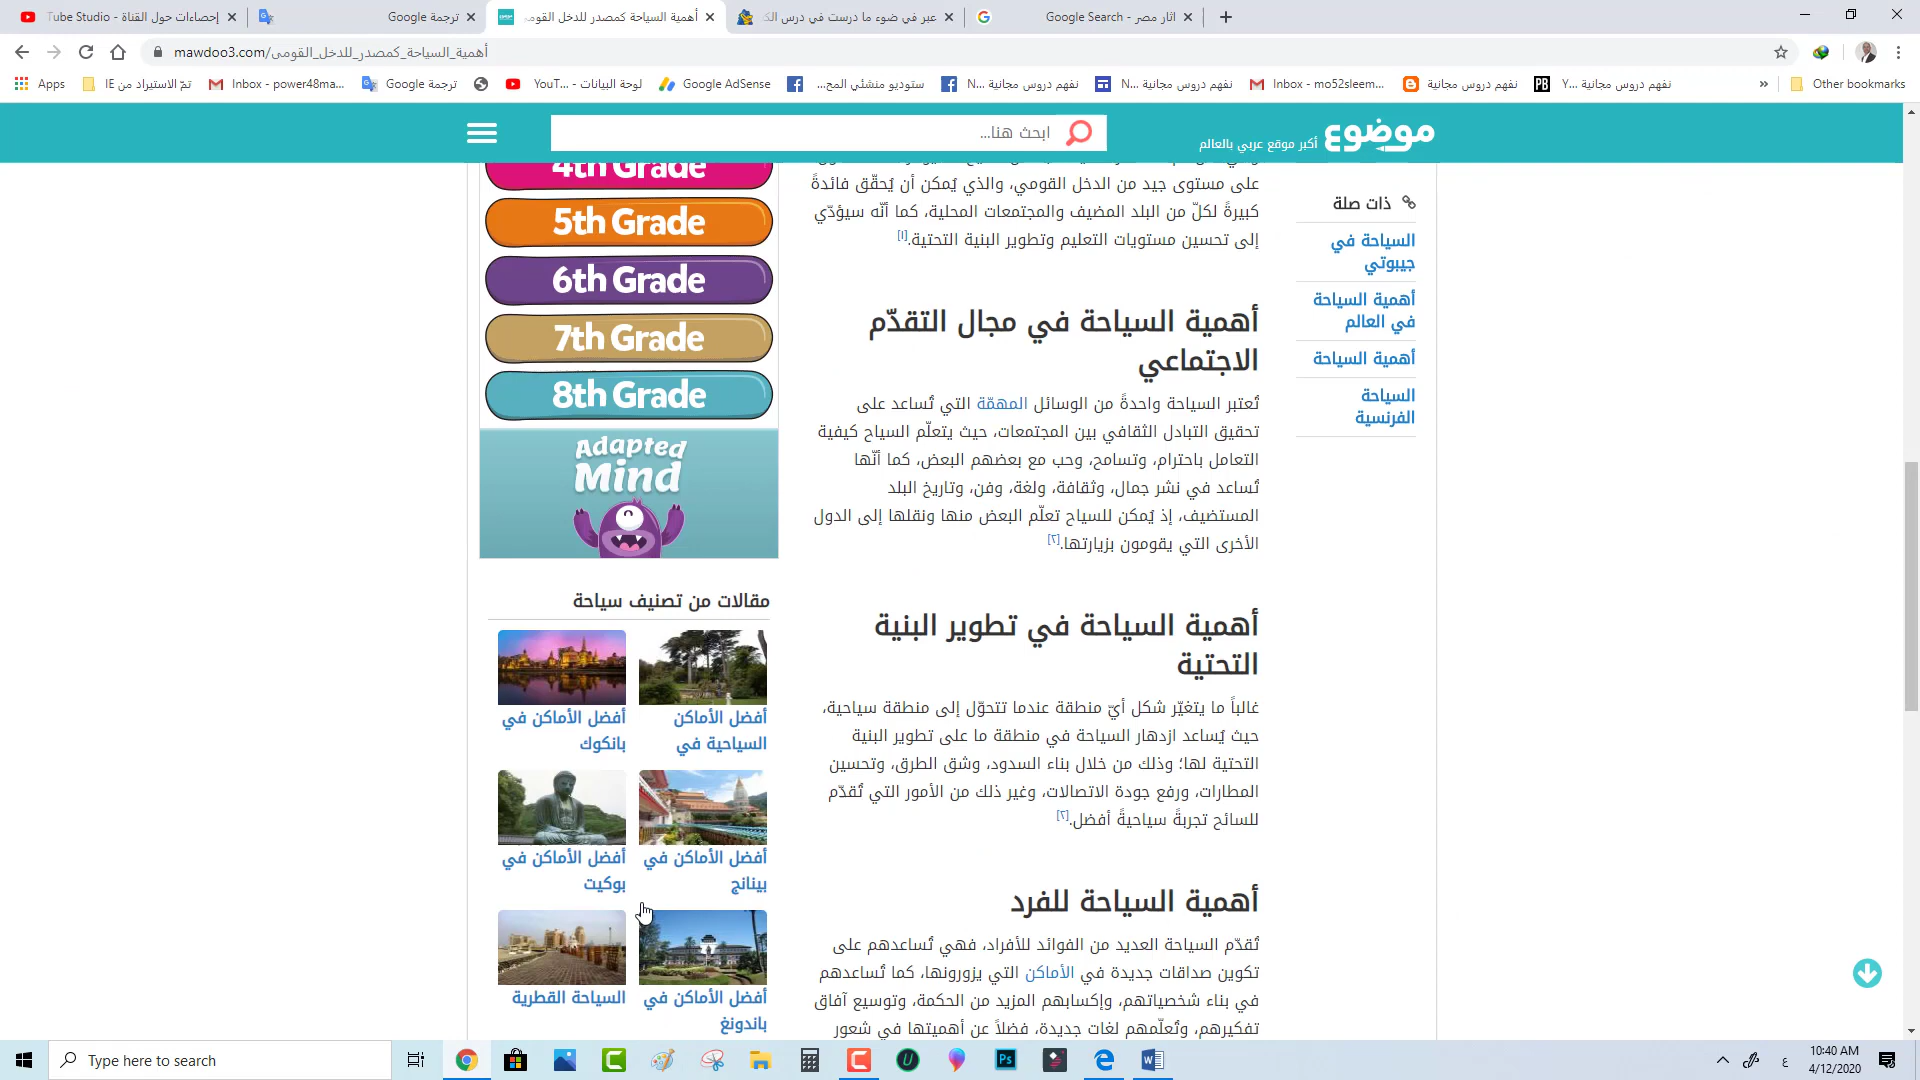 Tube Studio - إحصاءات حول القناة
ترجمة Google
أهمية السياحة كمصدر للدخل القومي
عبر في ضوء ما درست في درس الك
اثار مصر - Google Search
mawdoo3.com/أهمية_السياحة_كمصدر_للدخل_القومى
Apps
تمّ الاستيراد من IE
Inbox - power48ma...
ترجمة Google
لوحة البيانات - YouT...
Google AdSense
ستوديو منشئي المح...
نفهم دروس مجانية - N...
نفهم دروس مجانية - N...
Inbox - mo52sleem...
نفهم دروس مجانية
نفهم دروس مجانية - Y...
Other bookmarks
موضوع
أكبر موقع عربي بالعالم
ابحث هنا...
ذات صلة
السياحة في
جيبوتي
أهمية السياحة
في العالم
أهمية السياحة
السياحة
الفرنسية
على مستوى جيد من الدخل القومي، والذي يُمكن أن يُحقّق فائدةً
كبيرةً لكلّ من البلد المضيف والمجتمعات المحلية، كما أنّه سيؤدّي
إلى تحسين مستويات التعليم وتطوير البنية التحتية.[١]
أهمية السياحة في مجال التقدّم
الاجتماعي
تُعتبر السياحة واحدةً من الوسائل المهمّة التي تُساعد على
تحقيق التبادل الثقافي بين المجتمعات، حيث يتعلّم السياح كيفية
التعامل باحترام، وتسامح، وحب مع بعضهم البعض، كما أنّها
تُساعد في نشر جمال، وثقافة، ولغة، وفن، وتاريخ البلد
المستضيف، إذ يُمكن للسياح تعلّم البعض منها ونقلها إلى الدول
الأخرى التي يقومون بزيارتها.[٢]
أهمية السياحة في تطوير البنية
التحتية
غالباً ما يتغيّر شكل أيّ منطقة عندما تتحوّل إلى منطقة سياحية،
حيث يُساعد ازدهار السياحة في منطقة ما على تطوير البنية
التحتية لها؛ وذلك من خلال بناء السدود، وشق الطرق، وتحسين
المطارات، ورفع جودة الاتصالات، وغير ذلك من الأمور التي تُقدّم
للسائح تجربةً سياحيةً أفضل.[٢]
أهمية السياحة للفرد
تُقدّم السياحة العديد من الفوائد للأفراد، فهي تُساعدهم على
تكوين صداقات جديدة في الأماكن التي يزورونها، كما تُساعدهم
في بناء شخصياتهم، وإكسابهم المزيد من الحكمة، وتوسيع آفاق
تفكيرهم، وتُعلّمهم لغات جديدة، فضلاً عن أهميتها في شعور
4th Grade
5th Grade
6th Grade
7th Grade
8th Grade
Adapted
Mind
مقالات من تصنيف سياحة
أفضل الأماكن
السياحية في
أفضل الأماكن في
بانكوك
أفضل الأماكن في
بينانج
أفضل الأماكن في
بوكيت
أفضل الأماكن في
باندونغ
السياحة القطرية
Type here to search
ع
10:40 AM
4/12/2020